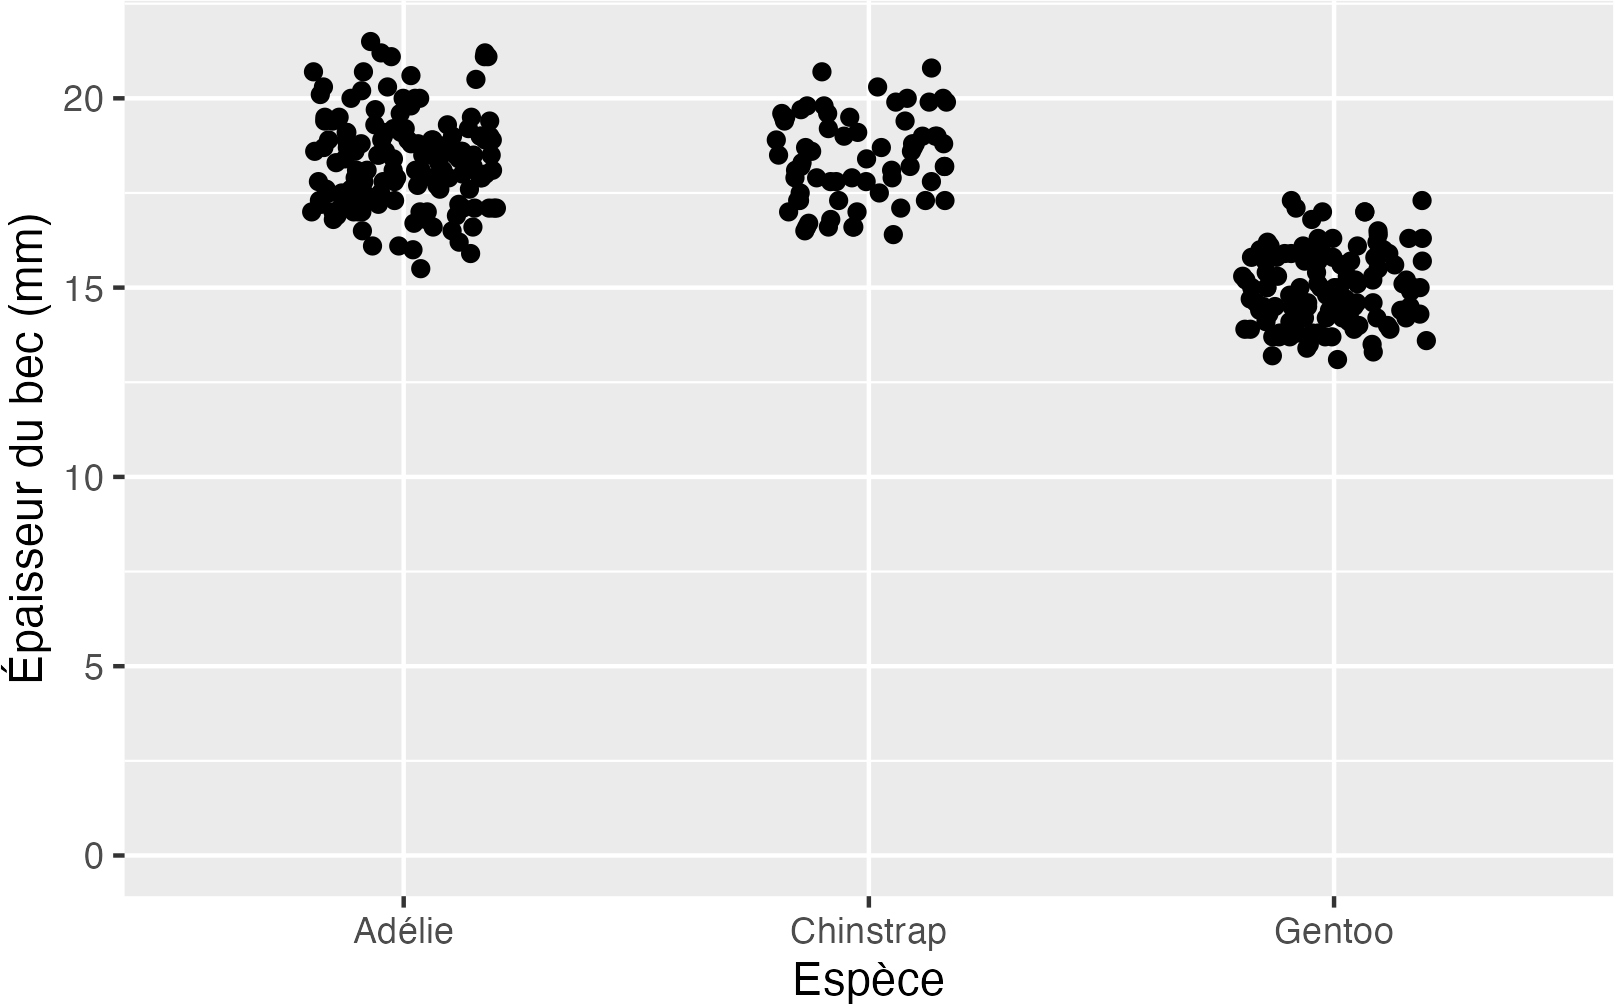 Épaisseur du bec (mm)
20
15
10
5
0
Adélie
Chinstrap
Gentoo
Espèce